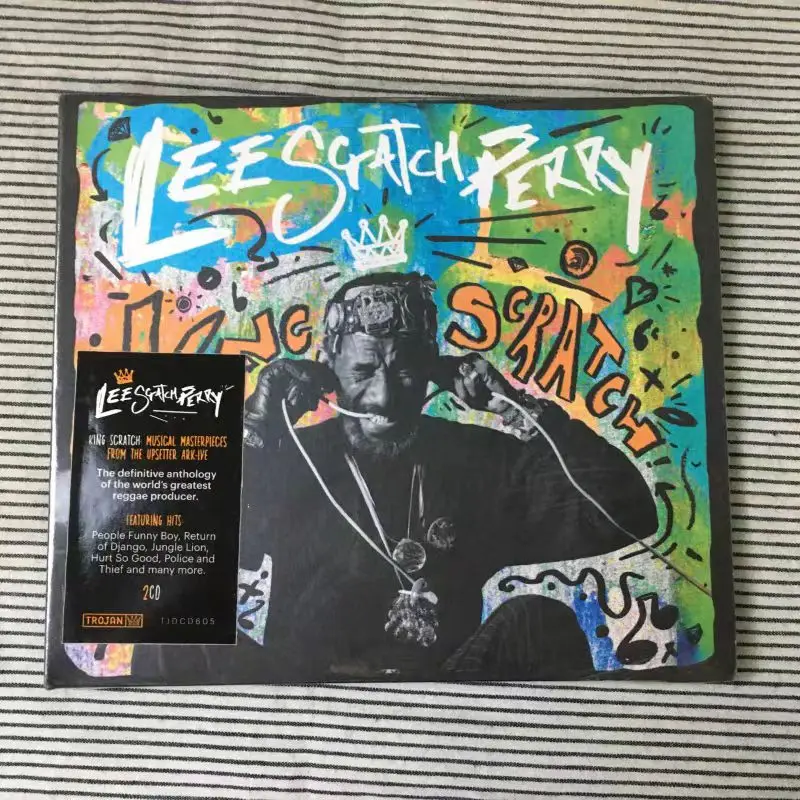 LEE SCRATCH PERRY
KING SCRATCH
LEE SCRATCH PERRY
KING SCRATCH MUSICAL MASTERPIECES
FROM THE UPSETTER ARK-IVE
The definitive anthology
of the world's greatest
reggae producer.
FEATURING HITS
People Funny Boy, Return
of Django, Jungle Lion,
Hurt So Good, Police and
Thief and many more.
2CD
TROJAN TJDCD605